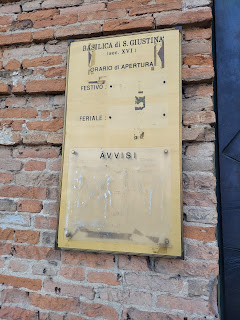 BASILICA di S. GIUSTINA
(sec. XVI)
ORARIO di APERTURA
FESTIVO :
FERIALE :
AVVISI